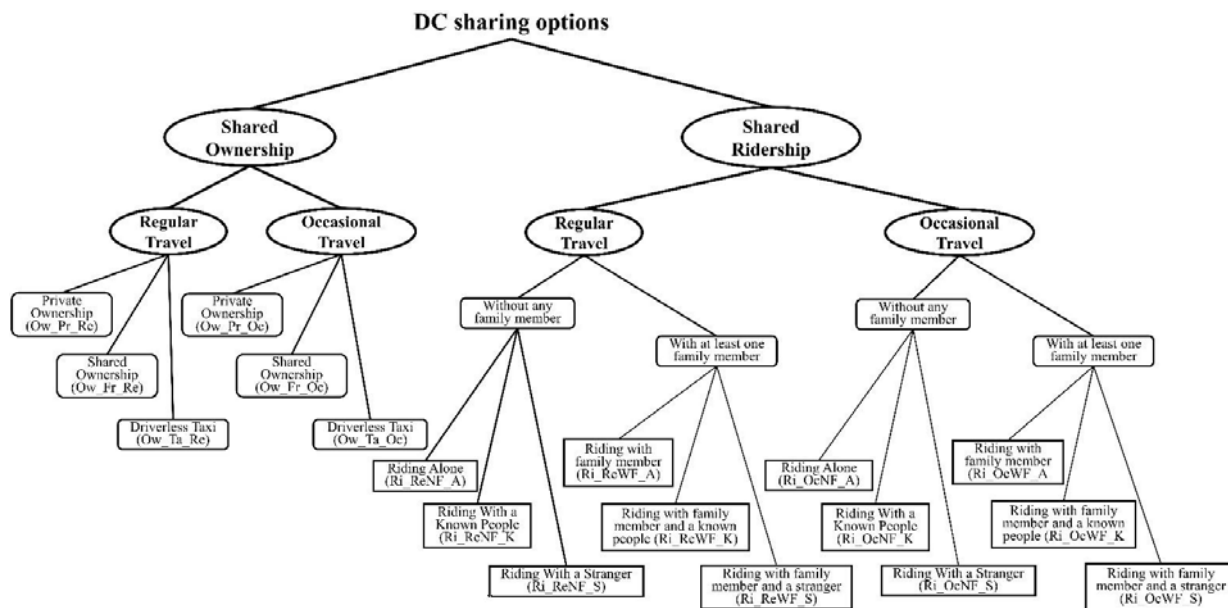 DC sharing options
Shared
Ownership
Shared
Ridership
Regular
Travel
Occasional
Travel
Regular
Travel
Occasional
Travel
Private
Ownership
(Ow_Pr_Re)
Shared
Ownership
(Ow_Fr_Re)
Driverless Taxi
(Ow_Ta_Re)
Private
Ownership
(Ow_Pr_Oc)
Shared
Ownership
(Ow_Fr_Oc)
Driverless Taxi
(Ow_Ta_Oc)
Without any
family member
Riding Alone
(Ri_ReNF_A)
Riding With a
Known People
(Ri_ReNF_K
Riding With a Stranger
(Ri_ReNF_S)
With at least one
family member
Riding with
family member
(Ri_ReWF_A)
Riding with family
member and a known
people (Ri_ReWF_K)
Riding with family
member and a stranger
(Ri_ReWF_S)
Without any
family member
Riding Alone
(Ri_OcNF_A)
Riding With a
Known People
(Ri_OcNF_K
Riding With a Stranger
(Ri_OcNF_S)
With at least one
family member
Riding with
family member
(Ri_OcWF_A
Riding with family
member and a known
people (Ri_OcWF_K
Riding with family
member and a stranger
(Ri_OcWF_S)